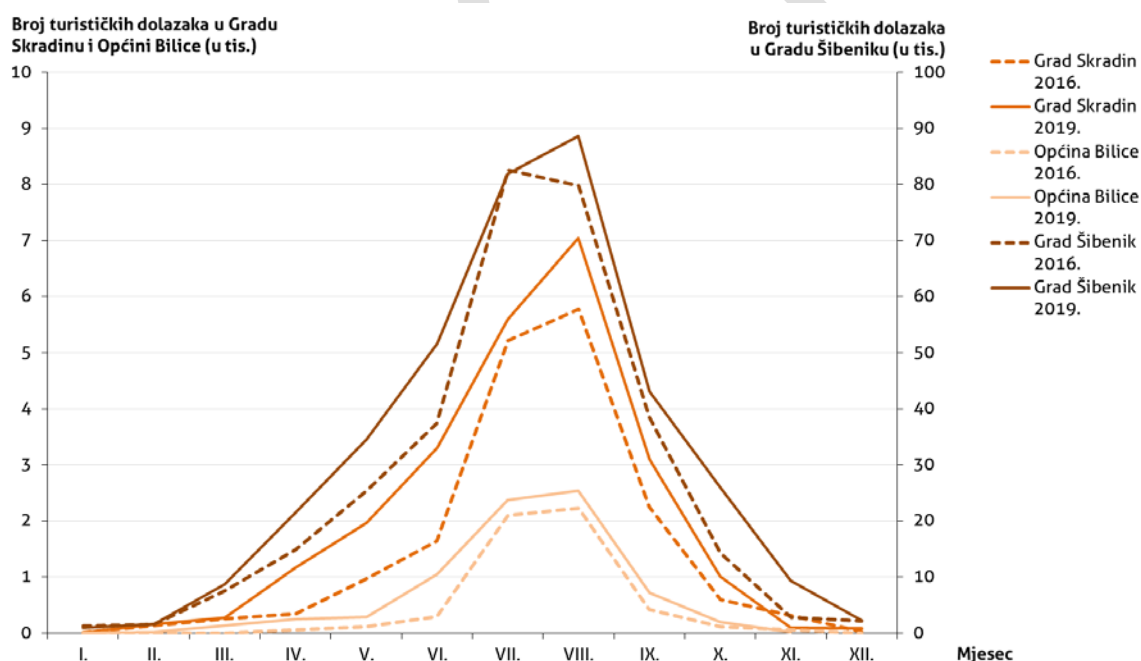 Broj turističkih dolazaka u Gradu
Skradinu i Općini Bilice (u tis.)
Broj turističkih dolazaka
u Gradu Šibeniku (u tis.)
10
9
8
7
6
5
4
3
2
1
0
100
90
80
70
60
50
40
30
20
10
0
I.
II.
III.
IV.
V.
VI.
VII.
VIII.
IX.
X.
XI.
XII.
Mjesec
Grad Skradin
2016.
Grad Skradin
2019.
Općina Bilice
2016.
Općina Bilice
2019.
Grad Šibenik
2016.
Grad Šibenik
2019.